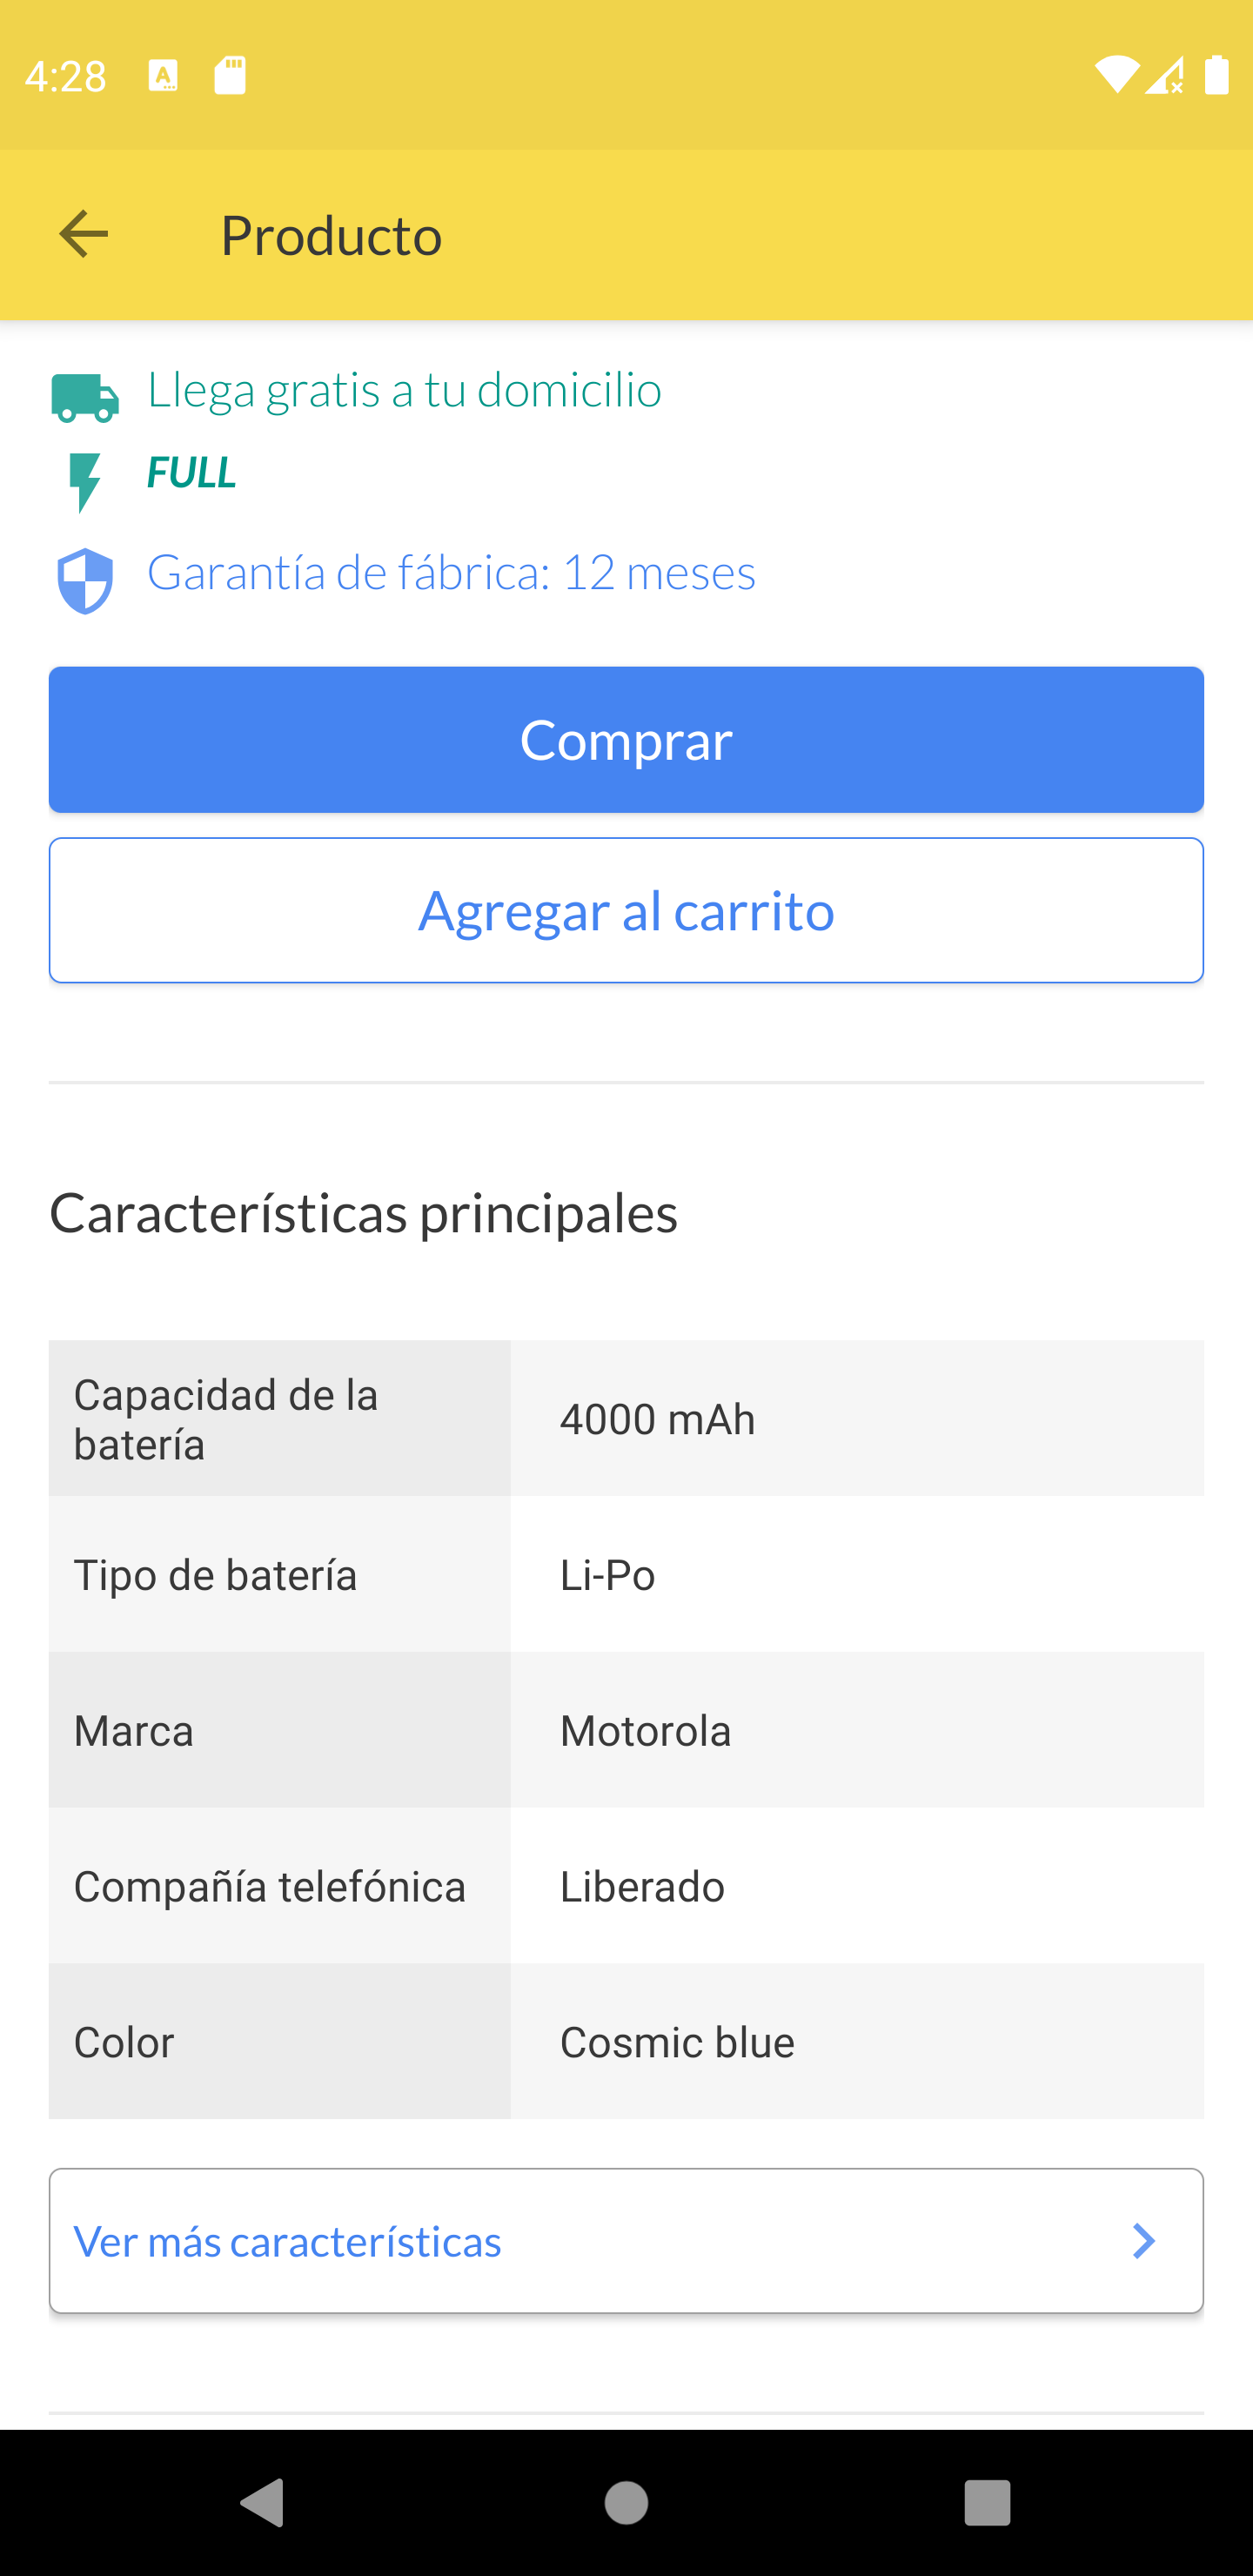 4:28
Producto
Llega gratis a tu domicilio
FULL
Garantía de fábrica: 12 meses
Comprar
Agregar al carrito
Características principales
Capacidad de la
batería
4000 mAh
Tipo de batería
Li-Po
Marca
Motorola
Compañía telefónica
Liberado
Color
Cosmic blue
Ver más características